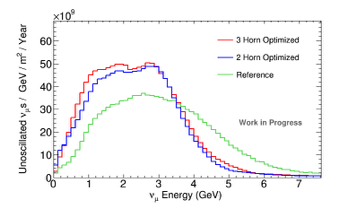 ×10⁹
Unoscillated νμs / GeV / m² / Year
60
50
40
30
20
10
0
3 Horn Optimized
2 Horn Optimized
Reference
Work in Progress
0 1 2 3 4 5 6 7
νμ Energy (GeV)